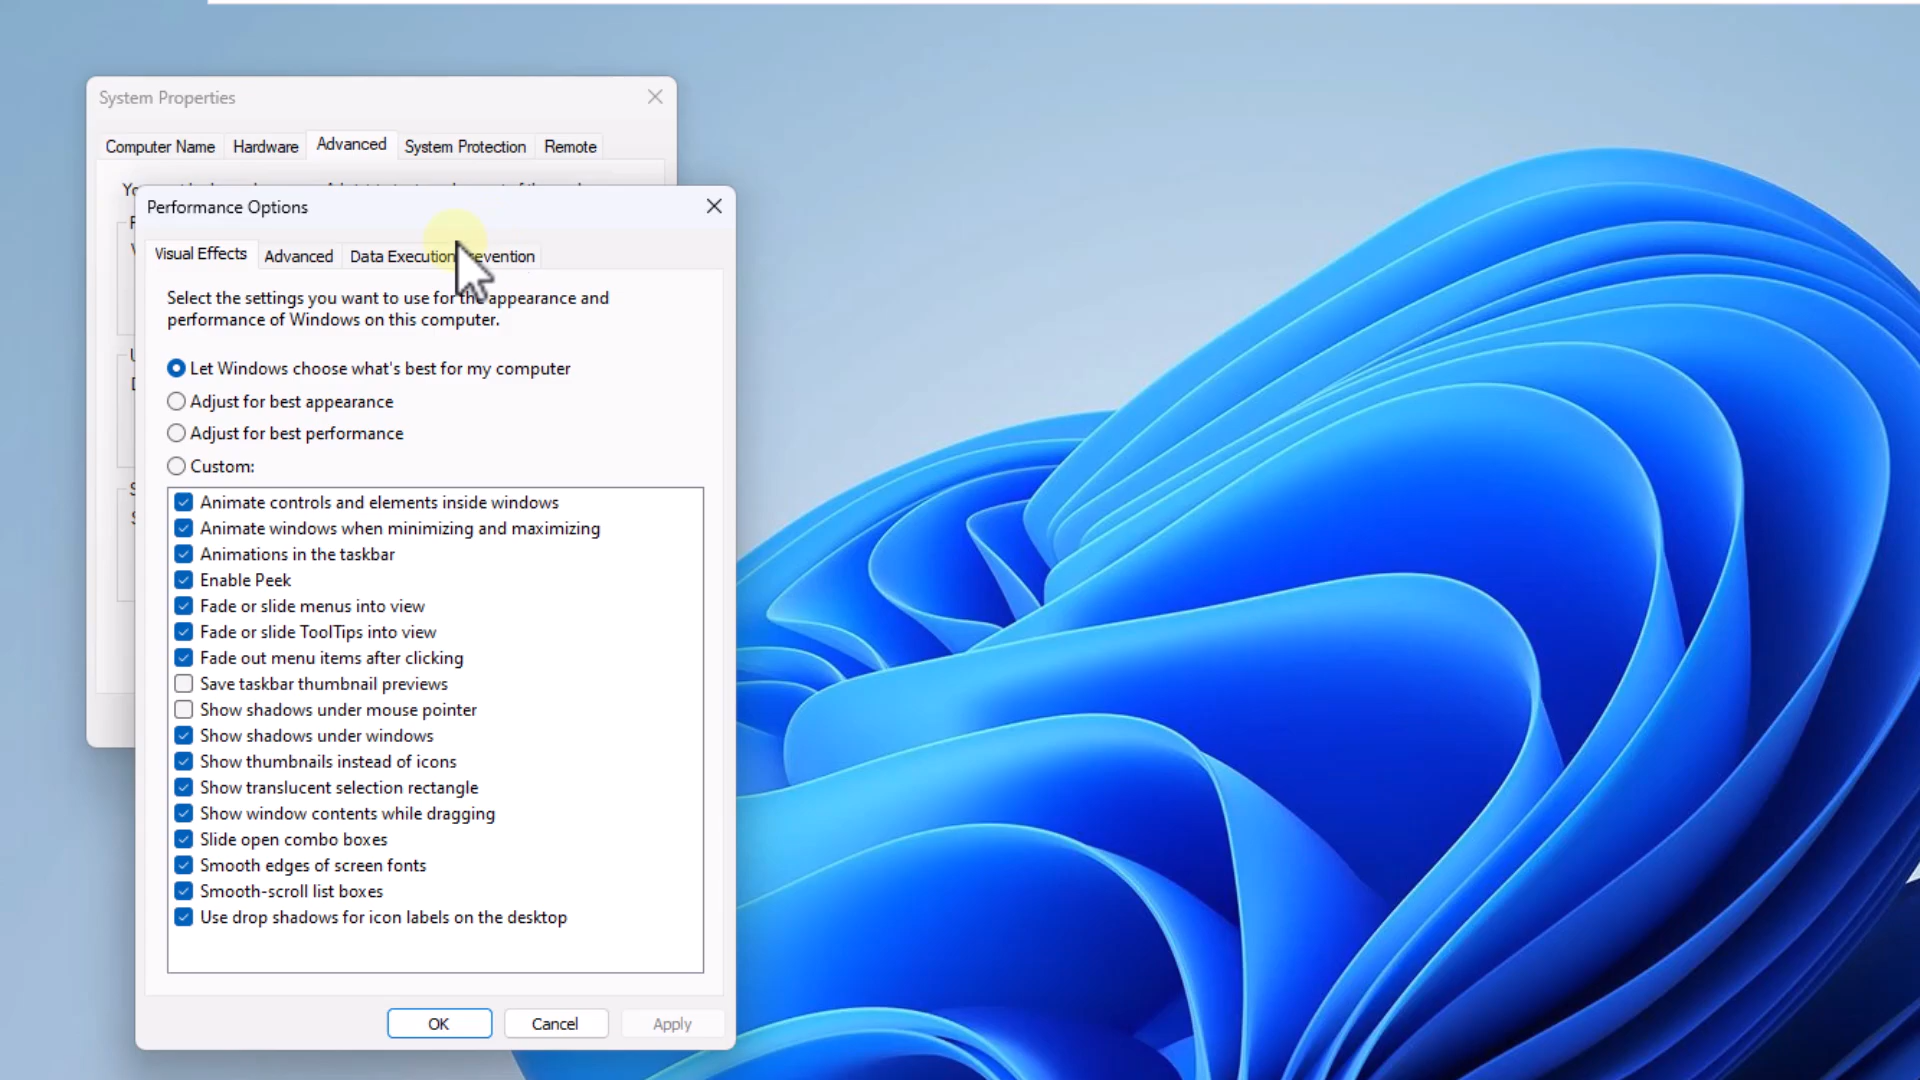 System Properties
Computer Name Hardware Advanced System Protection Remote
Performance Options
Visual Effects Advanced Data Execution
Select the settings you want to use for the appearance and
performance of Windows on this computer.
Let Windows choose what's best for my computer
Adjust for best appearance
Adjust for best performance
Custom:
Animate controls and elements inside windows
Animate windows when minimizing and maximizing
Animations in the taskbar
Enable Peek
Fade or slide menus into view
Fade or slide ToolTips into view
Fade out menu items after clicking
Save taskbar thumbnail previews
Show shadows under mouse pointer
Show shadows under windows
Show thumbnails instead of icons
Show translucent selection rectangle
Show window contents while dragging
Slide open combo boxes
Smooth edges of screen fonts
Smooth-scroll list boxes
Use drop shadows for icon labels on the desktop
OK Cancel Apply